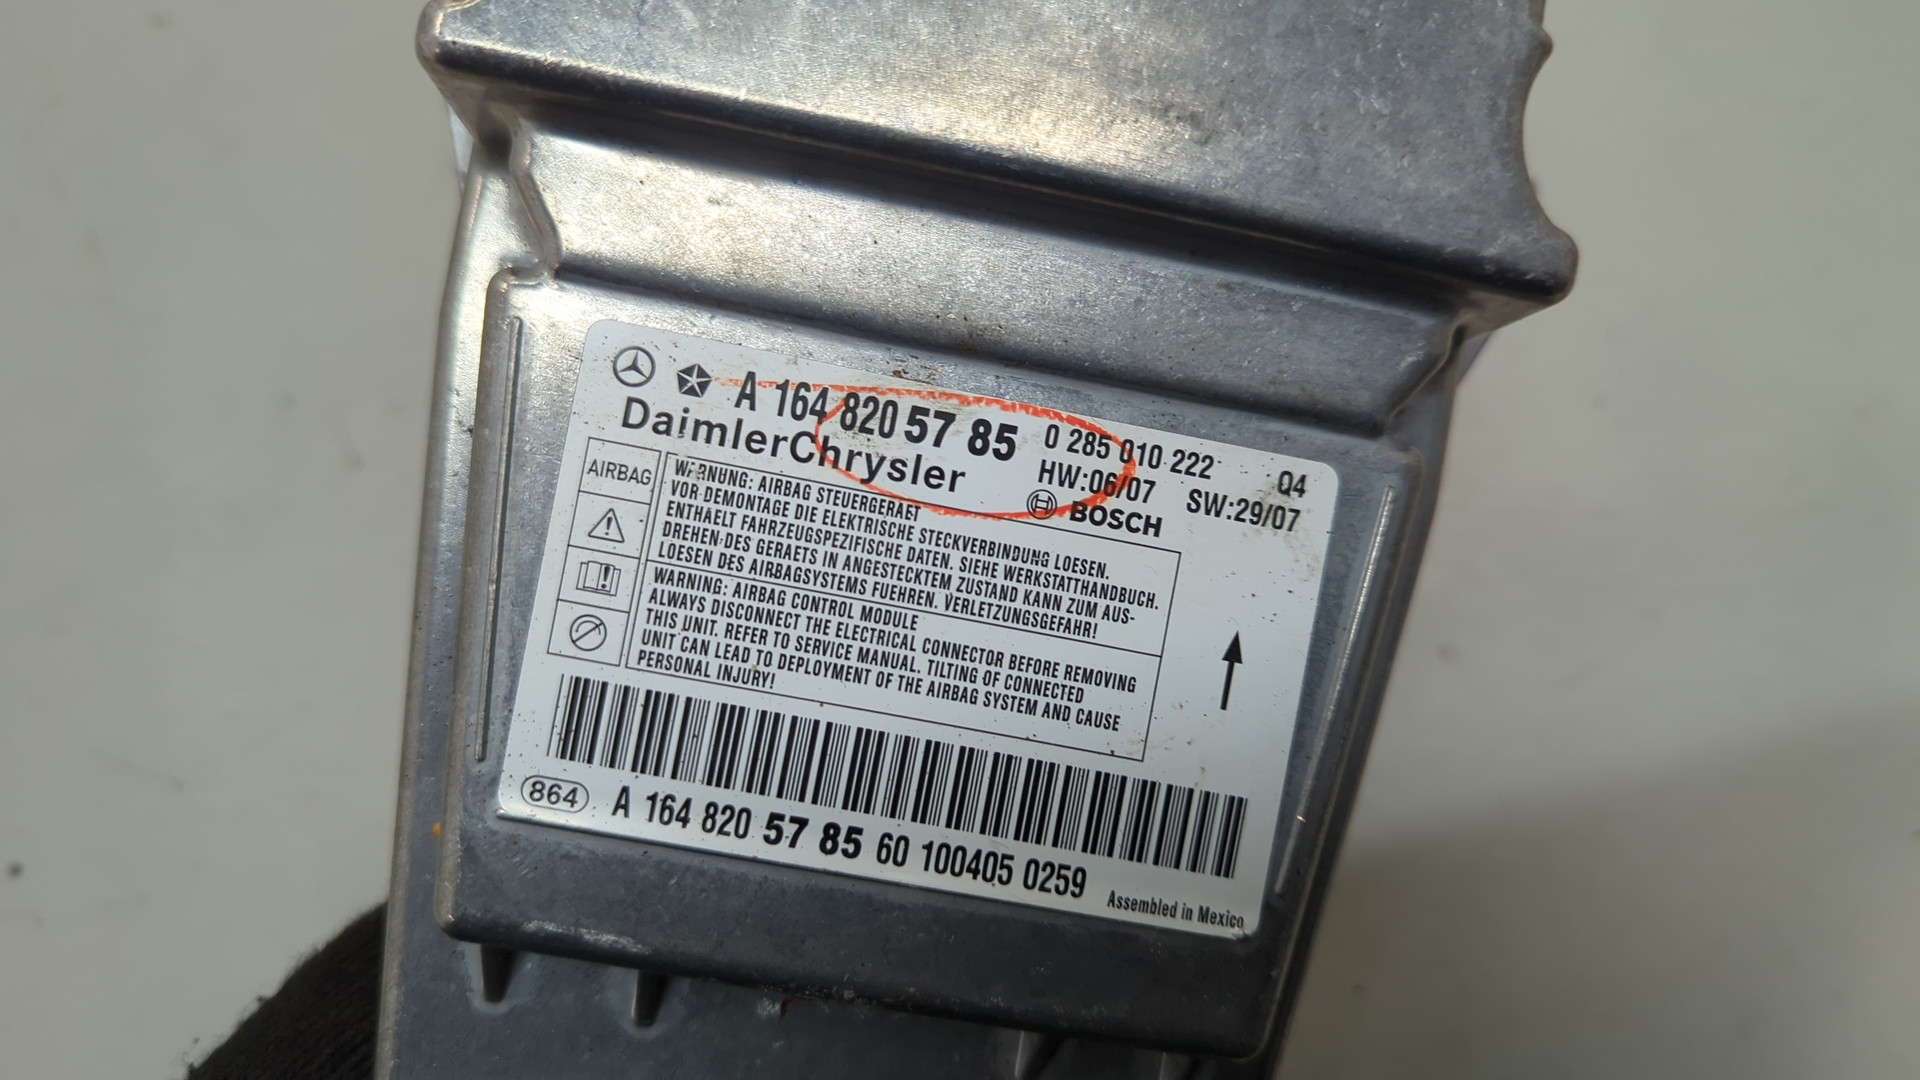 A 164 820 57 85 0 285 010 222 Q4
DaimlerChrysler HW:06/07 SW:29/07
BOSCH
AIRBAG
WARNUNG: AIRBAG STEUERGERAET
VOR DEMONTAGE DIE ELEKTRISCHE STECKVERBINDUNG LOESEN.
ENTHAELT FAHRZEUGSPEZIFISCHE DATEN. SIEHE WERKSTATTHANDBUCH.
DREHEN DES GERAETS IN ANGESTECKTEM ZUSTAND KANN ZUM AUS-
LOESEN DES AIRBAGSYSTEMS FUEHREN. VERLETZUNGSGEFAHR!
WARNING: AIRBAG CONTROL MODULE
ALWAYS DISCONNECT THE ELECTRICAL CONNECTOR BEFORE REMOVING
THIS UNIT. REFER TO SERVICE MANUAL. TILTING OF CONNECTED
UNIT CAN LEAD TO DEPLOYMENT OF THE AIRBAG SYSTEM AND CAUSE
PERSONAL INJURY!
864 A 164 820 57 85 60 100405 0259
Assembled in Mexico